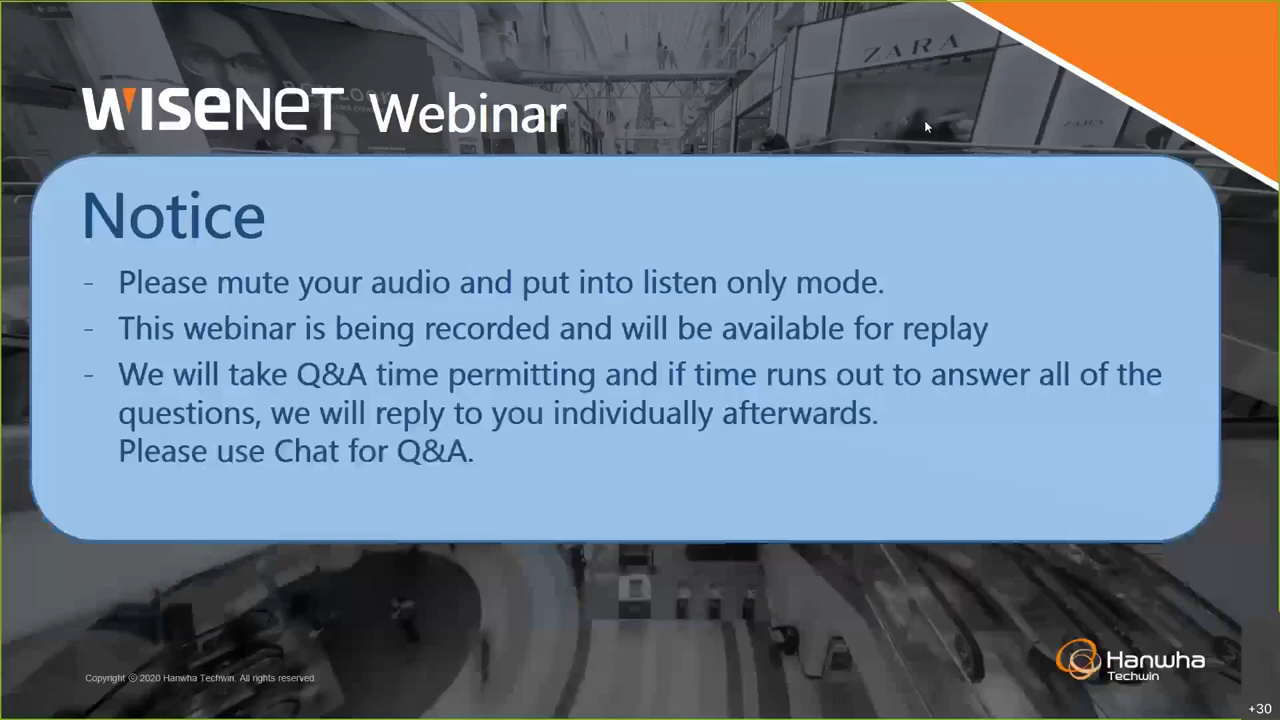 ZARA
WISENET Webinar
Notice
- Please mute your audio and put into listen only mode.
- This webinar is being recorded and will be available for replay
- We will take Q&A time permitting and if time runs out to answer all of the
questions, we will reply to you individually afterwards.
Please use Chat for Q&A.
Copyright ⓒ 2020 Hanwha Techwin. All rights reserved
Hanwha
Techwin
+30